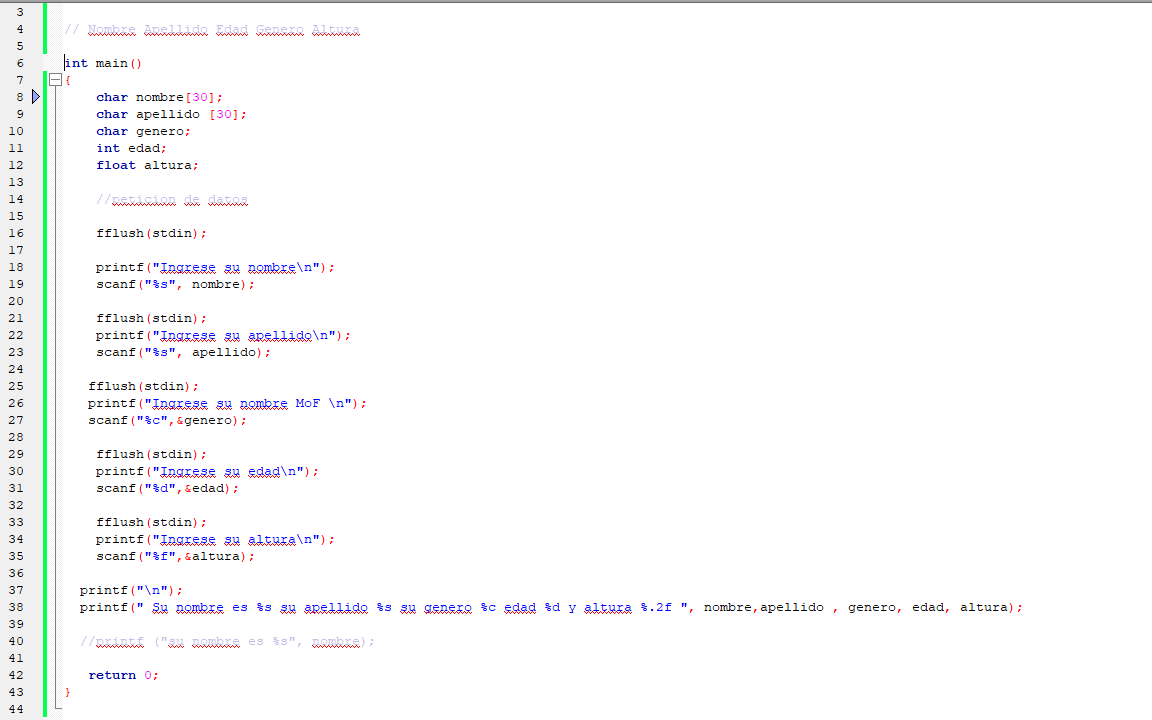 3
4 // Nombre Apellido Edad Genero Altura
5
6 int main()
7 {
8 char nombre[30];
9 char apellido [30];
10 char genero;
11 int edad;
12 float altura;
13
14 //peticion de datos
15
16 fflush(stdin);
17
18 printf("Ingrese su nombre\n");
19 scanf("%s", nombre);
20
21 fflush(stdin);
22 printf("Ingrese su apellido\n");
23 scanf("%s", apellido);
24
25 fflush(stdin);
26 printf("Ingrese su nombre MoF \n");
27 scanf("%c",&genero);
28
29 fflush(stdin);
30 printf("Ingrese su edad\n");
31 scanf("%d",&edad);
32
33 fflush(stdin);
34 printf("Ingrese su altura\n");
35 scanf("%f",&altura);
36
37 printf("\n");
38 printf(" Su nombre es %s su apellido %s su genero %c edad %d y altura %.2f ", nombre,apellido , genero, edad, altura);
39
40 //printf ("su nombre es %s", nombre);
41
42 return 0;
43 }
44